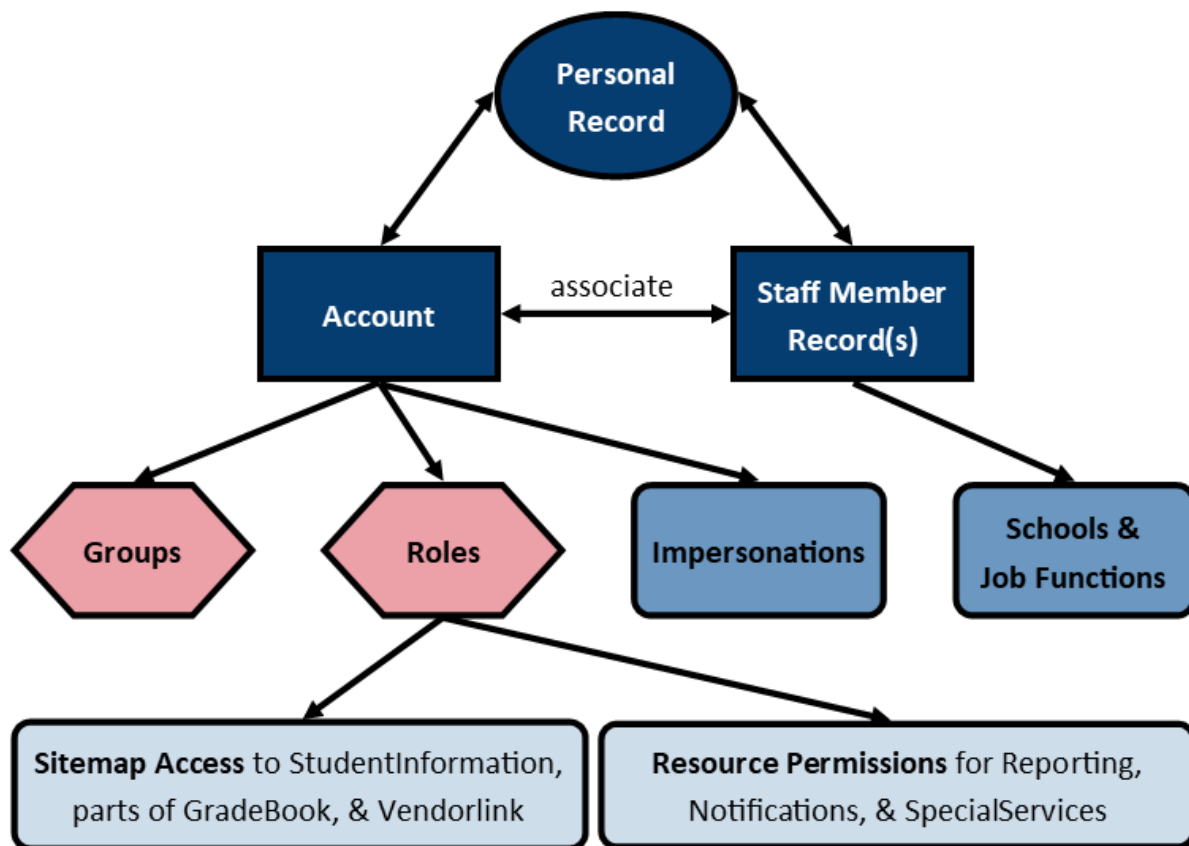 Personal
Record
Account
associate
Staff Member
Record(s)
Groups
Roles
Impersonations
Schools &
Job Functions
Sitemap Access to StudentInformation,
parts of GradeBook, & Vendorlink
Resource Permissions for Reporting,
Notifications, & SpecialServices